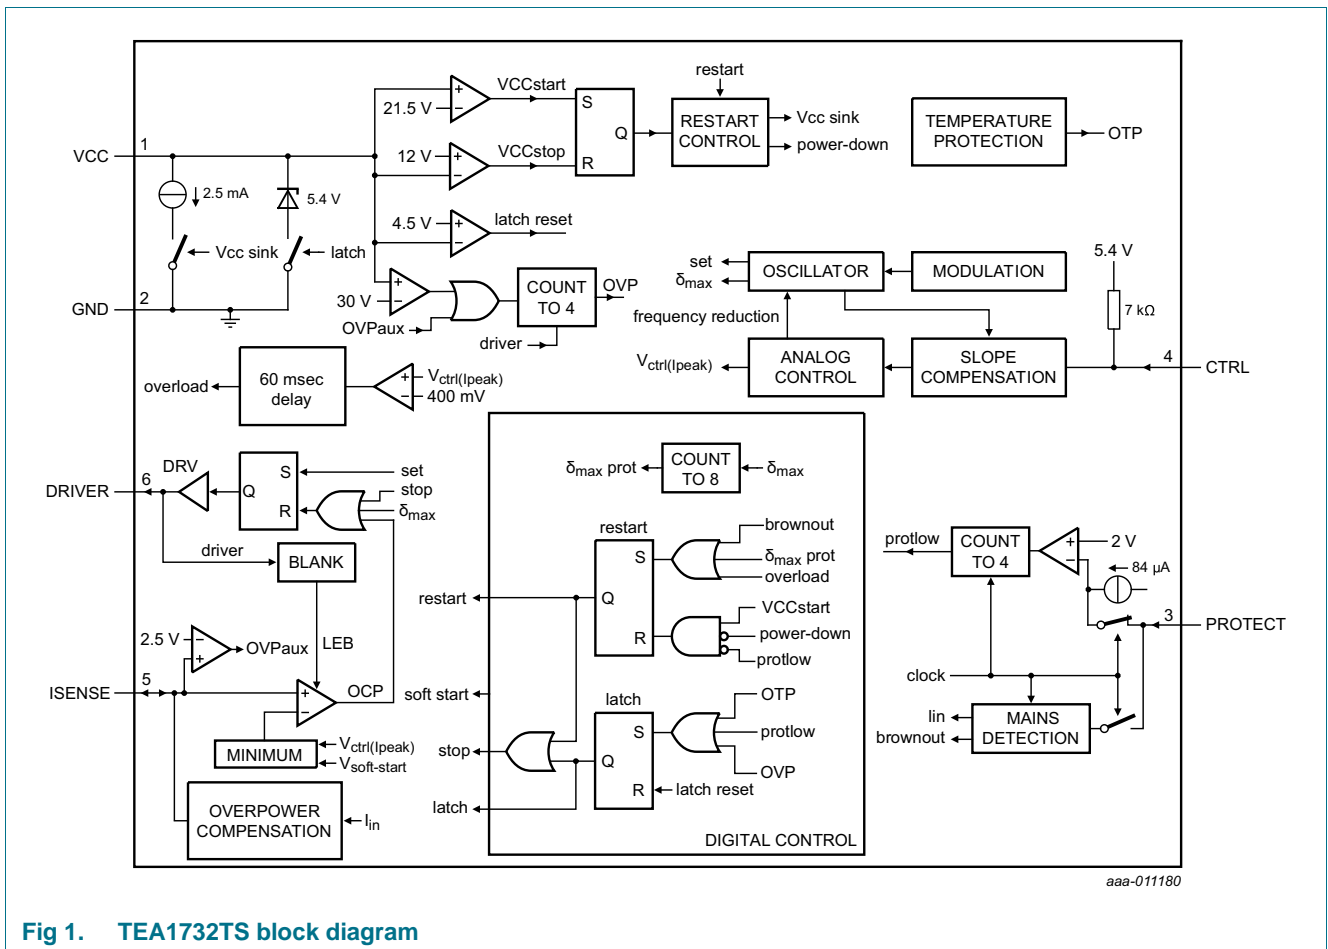 restart
VCCstart
21.5 V
S
Q
R
RESTART
CONTROL
Vcc sink
power-down
TEMPERATURE
PROTECTION
OTP
1
VCC
12 V
VCCstop
2.5 mA
5.4 V
4.5 V
latch reset
Vcc sink
latch
2
GND
30 V
OVPaux
COUNT
TO 4
OVP
driver
set
δmax
OSCILLATOR
MODULATION
5.4 V
7 kΩ
frequency reduction
Vctrl(Ipeak)
ANALOG
CONTROL
SLOPE
COMPENSATION
4
CTRL
overload
60 msec
delay
Vctrl(Ipeak)
400 mV
DRV
6
DRIVER
Q
S
R
set
stop
δmax
driver
BLANK
LEB
2.5 V
OVPaux
5
ISENSE
OCP
MINIMUM
Vctrl(Ipeak)
Vsoft-start
OVERPOWER
COMPENSATION
Iin
δmax prot
COUNT
TO 8
δmax
restart
S
Q
R
brownout
δmax prot
overload
VCCstart
power-down
protlow
restart
soft start
stop
latch
latch
S
Q
R
OTP
protlow
OVP
latch reset
DIGITAL CONTROL
protlow
COUNT
TO 4
2 V
84 µA
3
PROTECT
clock
lin
brownout
MAINS
DETECTION
aaa-011180
Fig 1. TEA1732TS block diagram